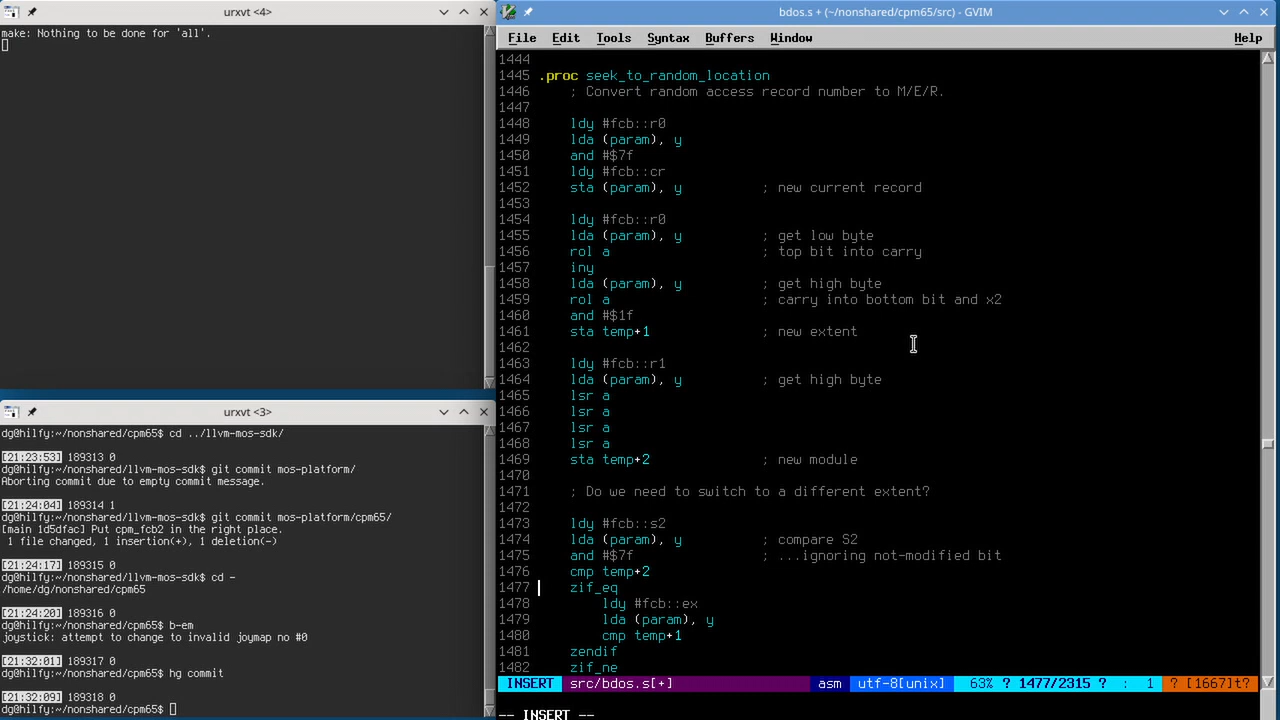 urxvt <4>
make: Nothing to be done for 'all'.
urxvt <3>
dg@hilfy:~/nonshared/cpm65$ cd ../llvm-mos-sdk/
[21:23:53] 189313 0
dg@hilfy:~/nonshared/llvm-mos-sdk$ git commit mos-platform/
Aborting commit due to empty commit message.
[21:24:04] 189314 1
dg@hilfy:~/nonshared/llvm-mos-sdk$ git commit mos-platform/cpm65/
[main 1d5dfac] Put cpm_fcb2 in the right place.
1 file changed, 1 insertion(+), 1 deletion(-)
[21:24:17] 189315 0
dg@hilfy:~/nonshared/llvm-mos-sdk$ cd -
/home/dg/nonshared/cpm65
[21:24:20] 189316 0
dg@hilfy:~/nonshared/cpm65$ b-em
joystick: attempt to change to invalid joymap no #0
[21:32:01] 189317 0
dg@hilfy:~/nonshared/cpm65$ hg commit
[21:32:09] 189318 0
dg@hilfy:~/nonshared/cpm65$
bdos.s + (~/nonshared/cpm65/src) - GVIM
File Edit Tools Syntax Buffers Window Help
1444
1445 .proc seek_to_random_location
1446 ; Convert random access record number to M/E/R.
1447
1448 ldy #fcb::r0
1449 lda (param), y
1450 and #$7f
1451 ldy #fcb::cr
1452 sta (param), y ; new current record
1453
1454 ldy #fcb::r0
1455 lda (param), y ; get low byte
1456 rol a ; top bit into carry
1457 iny
1458 lda (param), y ; get high byte
1459 rol a ; carry into bottom bit and x2
1460 and #$1f
1461 sta temp+1 ; new extent
1462
1463 ldy #fcb::r1
1464 lda (param), y ; get high byte
1465 lsr a
1466 lsr a
1467 lsr a
1468 lsr a
1469 sta temp+2 ; new module
1470
1471 ; Do we need to switch to a different extent?
1472
1473 ldy #fcb::s2
1474 lda (param), y ; compare S2
1475 and #$7f ; ...ignoring not-modified bit
1476 cmp temp+2
1477 zif_eq
1478 ldy #fcb::ex
1479 lda (param), y
1480 cmp temp+1
1481 zendif
1482 zif_ne
INSERT src/bdos.s[+] asm utf-8[unix] 63% ? 1477/2315 ? : 1 ? [1667]t?
-- INSERT --